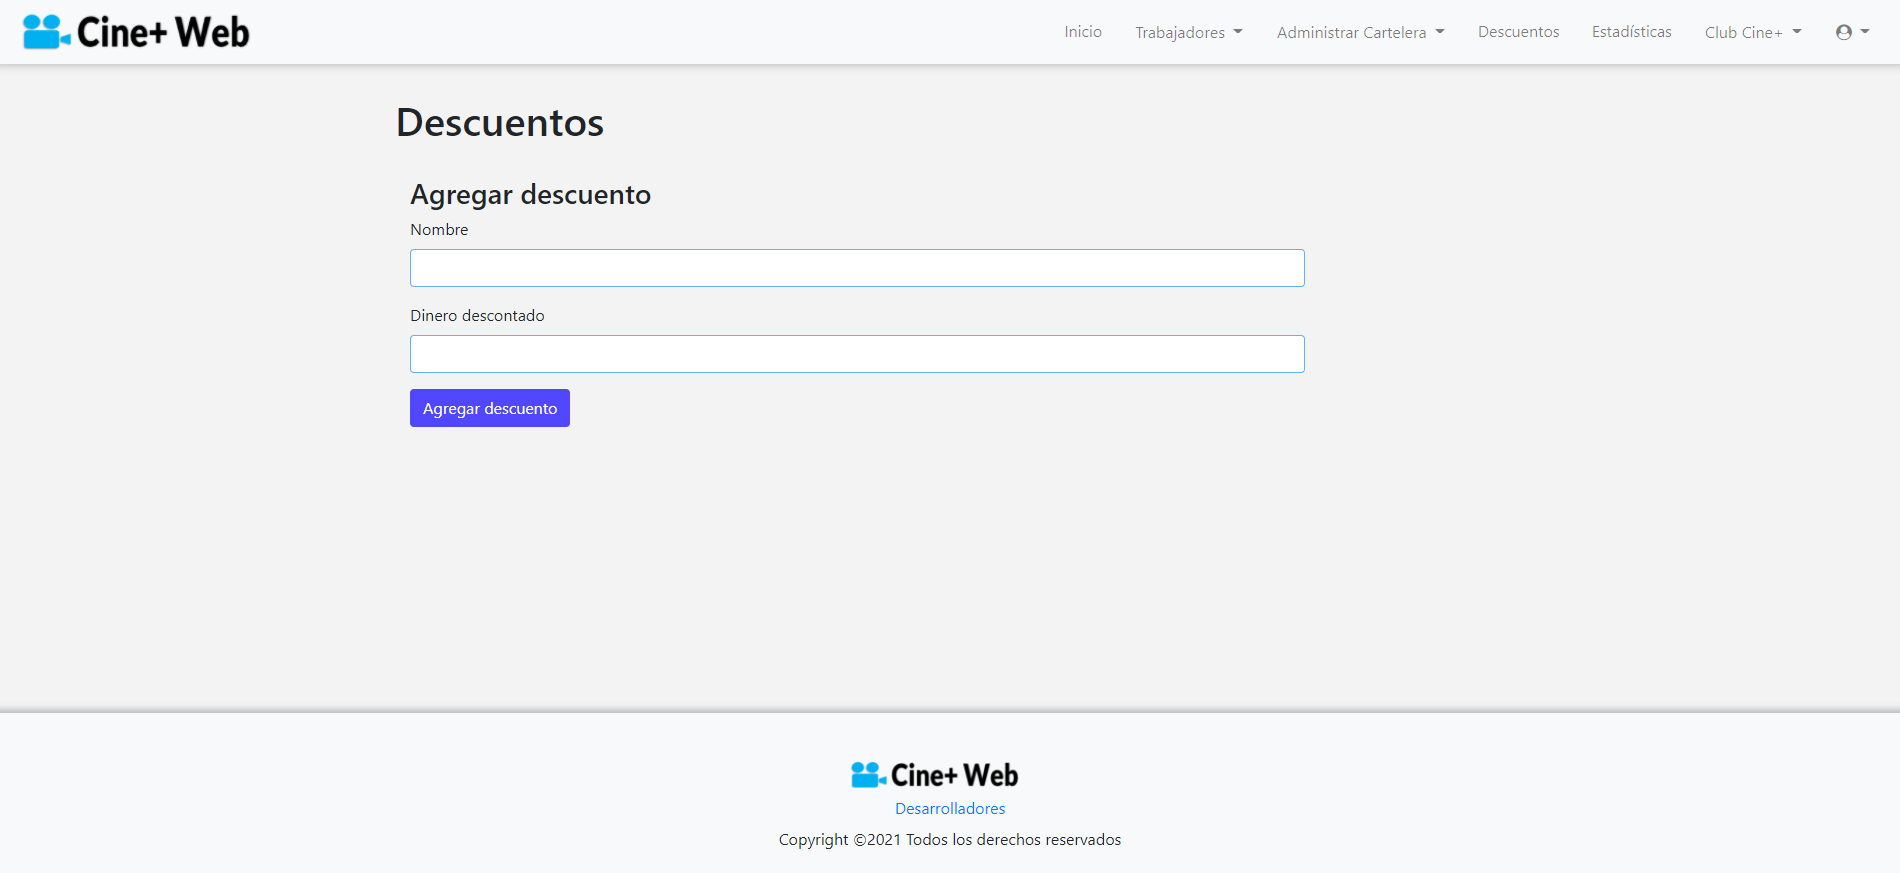 Cine+ Web
Inicio Trabajadores Administrar Cartelera Descuentos Estadísticas Club Cine+
Descuentos
Agregar descuento
Nombre
Dinero descontado
Agregar descuento
Cine+ Web
Desarrolladores
Copyright ©2021 Todos los derechos reservados